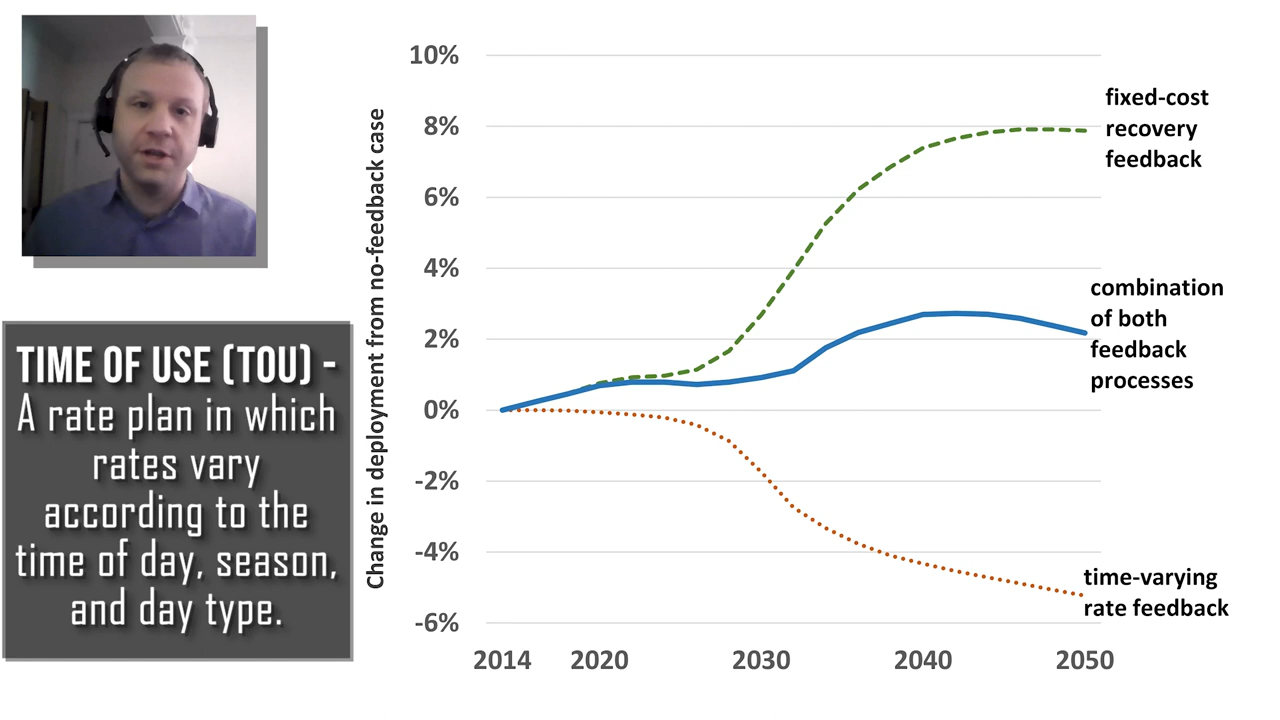 TIME OF USE (TOU) -
A rate plan in which
rates vary
according to the
time of day, season,
and day type.
Change in deployment from no-feedback case
10%
8%
6%
4%
2%
0%
-2%
-4%
-6%
2014
2020
2030
2040
2050
fixed-cost
recovery
feedback
combination
of both
feedback
processes
time-varying
rate feedback